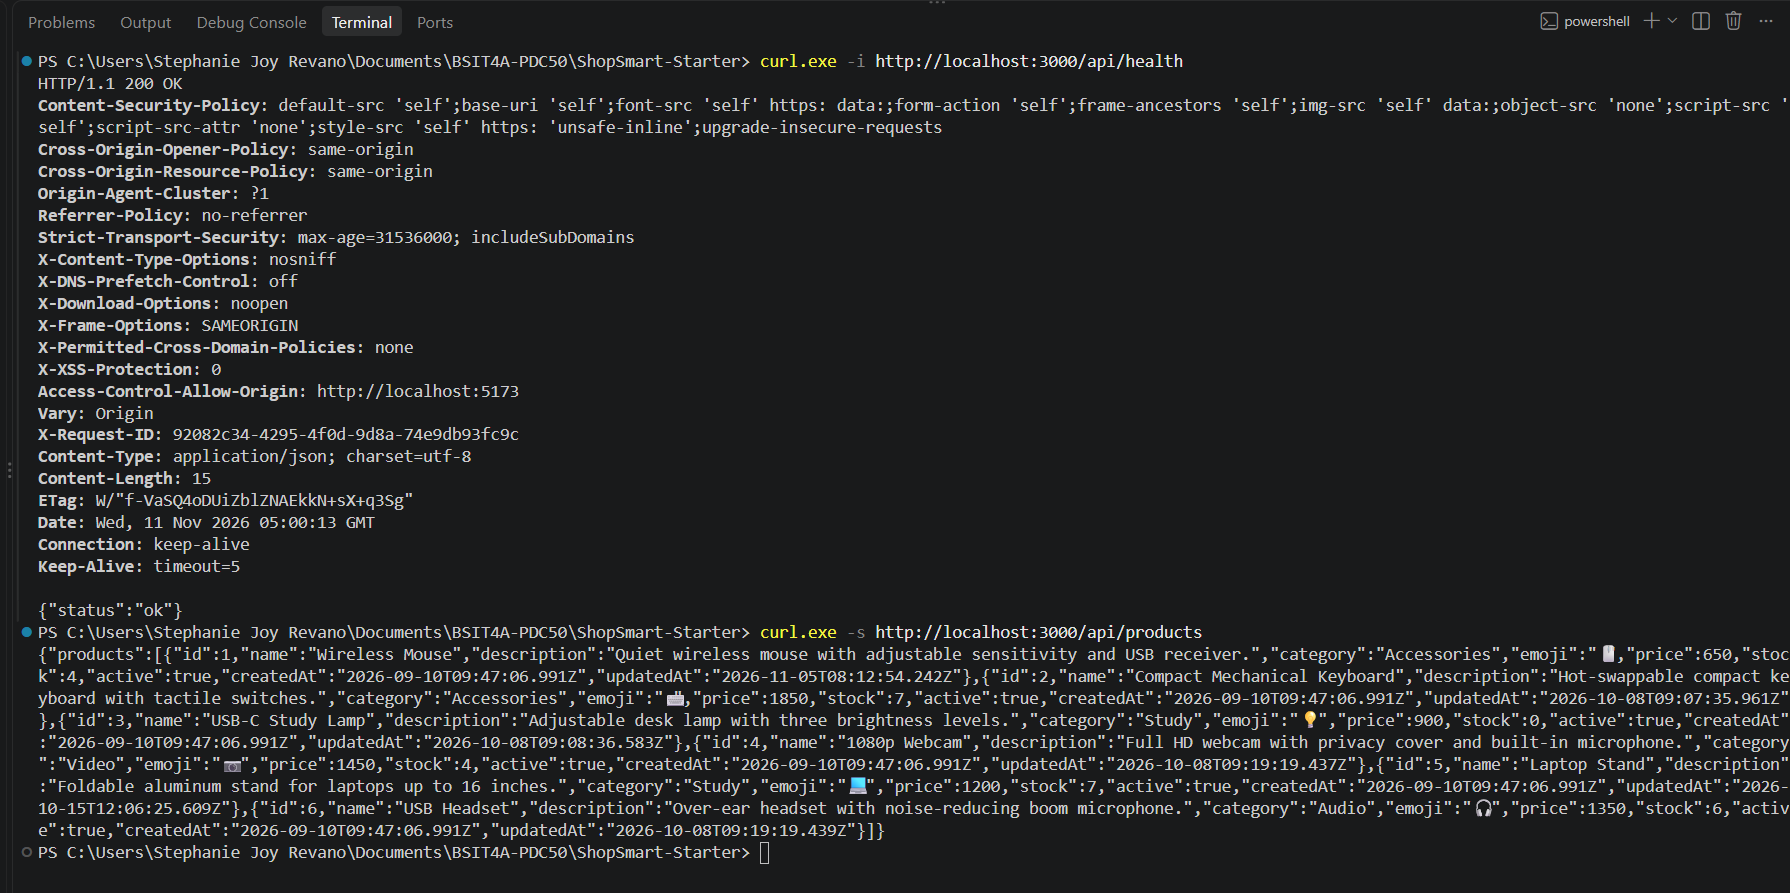 Problems Output Debug Console Terminal Ports powershell
PS C:\Users\Stephanie Joy Revano\Documents\BSIT4A-PDC50\ShopSmart-Starter> curl.exe -i http://localhost:3000/api/health
HTTP/1.1 200 OK
Content-Security-Policy: default-src 'self';base-uri 'self';font-src 'self' https: data:;form-action 'self';frame-ancestors 'self';img-src 'self' data:;object-src 'none';script-src '
self';script-src-attr 'none';style-src 'self' https: 'unsafe-inline';upgrade-insecure-requests
Cross-Origin-Opener-Policy: same-origin
Cross-Origin-Resource-Policy: same-origin
Origin-Agent-Cluster: ?1
Referrer-Policy: no-referrer
Strict-Transport-Security: max-age=31536000; includeSubDomains
X-Content-Type-Options: nosniff
X-DNS-Prefetch-Control: off
X-Download-Options: noopen
X-Frame-Options: SAMEORIGIN
X-Permitted-Cross-Domain-Policies: none
X-XSS-Protection: 0
Access-Control-Allow-Origin: http://localhost:5173
Vary: Origin
X-Request-ID: 92082c34-4295-4f0d-9d8a-74e9db93fc9c
Content-Type: application/json; charset=utf-8
Content-Length: 15
ETag: W/"f-VaSQ4oDUiZblZNAEkkN+sX+q3Sg"
Date: Wed, 11 Nov 2026 05:00:13 GMT
Connection: keep-alive
Keep-Alive: timeout=5
{"status":"ok"}
PS C:\Users\Stephanie Joy Revano\Documents\BSIT4A-PDC50\ShopSmart-Starter> curl.exe -s http://localhost:3000/api/products
{"products":[{"id":1,"name":"Wireless Mouse","description":"Quiet wireless mouse with adjustable sensitivity and USB receiver.","category":"Accessories","emoji":"🖱️,"price":650,"stoc
k":4,"active":true,"createdAt":"2026-09-10T09:47:06.991Z","updatedAt":"2026-11-05T08:12:54.242Z"},{"id":2,"name":"Compact Mechanical Keyboard","description":"Hot-swappable compact ke
yboard with tactile switches.","category":"Accessories","emoji":"⌨️,"price":1850,"stock":7,"active":true,"createdAt":"2026-09-10T09:47:06.991Z","updatedAt":"2026-10-08T09:07:35.961Z"
},{"id":3,"name":"USB-C Study Lamp","description":"Adjustable desk lamp with three brightness levels.","category":"Study","emoji":"💡","price":900,"stock":0,"active":true,"createdAt"
:"2026-09-10T09:47:06.991Z","updatedAt":"2026-10-08T09:08:36.583Z"},{"id":4,"name":"1080p Webcam","description":"Full HD webcam with privacy cover and built-in microphone.","category
":"Video","emoji":"📷","price":1450,"stock":4,"active":true,"createdAt":"2026-09-10T09:47:06.991Z","updatedAt":"2026-10-08T09:19:19.437Z"},{"id":5,"name":"Laptop Stand","description"
:"Foldable aluminum stand for laptops up to 16 inches.","category":"Study","emoji":"💻","price":1200,"stock":7,"active":true,"createdAt":"2026-09-10T09:47:06.991Z","updatedAt":"2026-
10-15T12:06:25.609Z"},{"id":6,"name":"USB Headset","description":"Over-ear headset with noise-reducing boom microphone.","category":"Audio","emoji":"🎧","price":1350,"stock":6,"activ
e":true,"createdAt":"2026-09-10T09:47:06.991Z","updatedAt":"2026-10-08T09:19:19.439Z"}]}
PS C:\Users\Stephanie Joy Revano\Documents\BSIT4A-PDC50\ShopSmart-Starter>